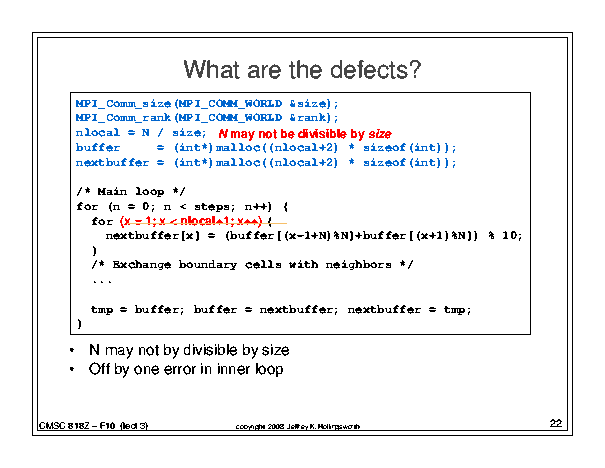 What are the defects?
MPI_Comm_size(MPI_COMM_WORLD &size);
MPI_Comm_rank(MPI_COMM_WORLD &rank);
nlocal = N / size; N may not be divisible by size
buffer = (int*)malloc((nlocal+2) * sizeof(int));
nextbuffer = (int*)malloc((nlocal+2) * sizeof(int));
/* Main loop */
for (n = 0; n < steps; n++) {
for (x = 1; x < nlocal+1; x++) {
nextbuffer[x] = (buffer[(x-1+N)%N]+buffer[(x+1)%N]) % 10;
}
/* Exchange boundary cells with neighbors */
...
tmp = buffer; buffer = nextbuffer; nextbuffer = tmp;
}
• N may not by divisible by size
• Off by one error in inner loop
CMSC 818Z – F10 (lect 3)
copyright 2008 Jeffrey K. Hollingsworth
22